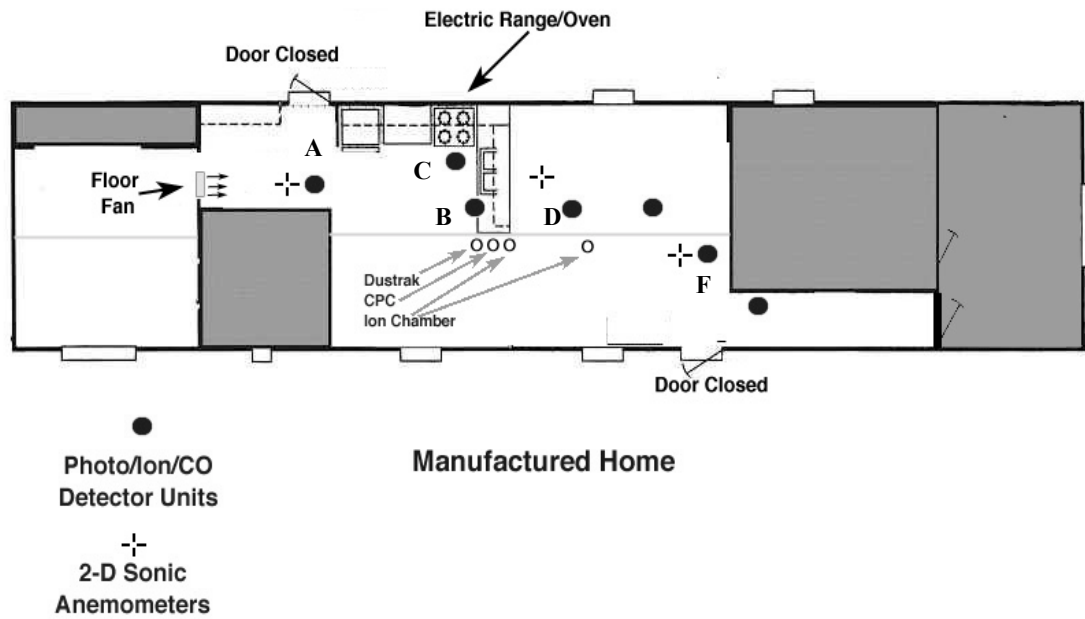 Electric Range/Oven
Door Closed
A
C
Floor
Fan
B
D
F
Dustrak
CPC
Ion Chamber
Door Closed
Photo/Ion/CO
Detector Units
Manufactured Home
2-D Sonic
Anemometers